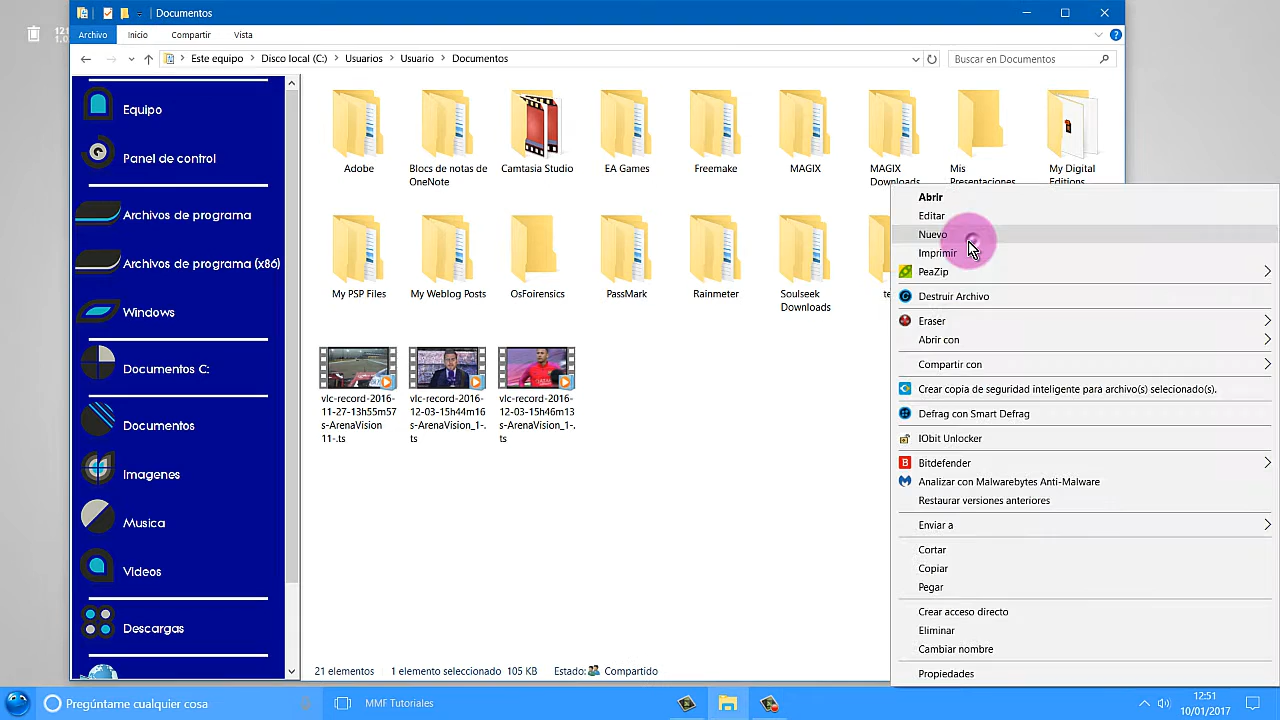 12
1.0
Documentos
Archivo Inicio Compartir Vista
Este equipo Disco local (C:) Usuarios Usuario Documentos
Buscar en Documentos
Equipo
Panel de control
Archivos de programa
Archivos de programa (x86)
Windows
Documentos C:
Documentos
Imagenes
Musica
Videos
Descargas
Adobe
Blocs de notas de
OneNote
Camtasia Studio
EA Games
Freemake
MAGIX
MAGIX
Downloads
Mis
Presentaciones
My Digital
Editions
My PSP Files
My Weblog Posts
OsFoirensics
PassMark
Rainmeter
Soulseek
Downloads
te
vlc-record-2016-
11-27-13h55m57
s-ArenaVision
11-.ts
vlc-record-2016-
12-03-15h44m16
s-ArenaVision_1-.
ts
vlc-record-2016-
12-03-15h46m13
s-ArenaVision_1-.
ts
21 elementos 1 elemento seleccionado 105 KB Estado: Compartido
Abrir
Editar
Nuevo
Imprimir
PeaZip
Destruir Archivo
Eraser
Abrir con
Compartir con
Crear copia de seguridad inteligente para archivo(s) selecionado(s).
Defrag con Smart Defrag
IObit Unlocker
Bitdefender
Analizar con Malwarebytes Anti-Malware
Restaurar versiones anteriores
Enviar a
Cortar
Copiar
Pegar
Crear acceso directo
Eliminar
Cambiar nombre
Propiedades
Pregúntame cualquier cosa
MMF Tutoriales
12:51
10/01/2017